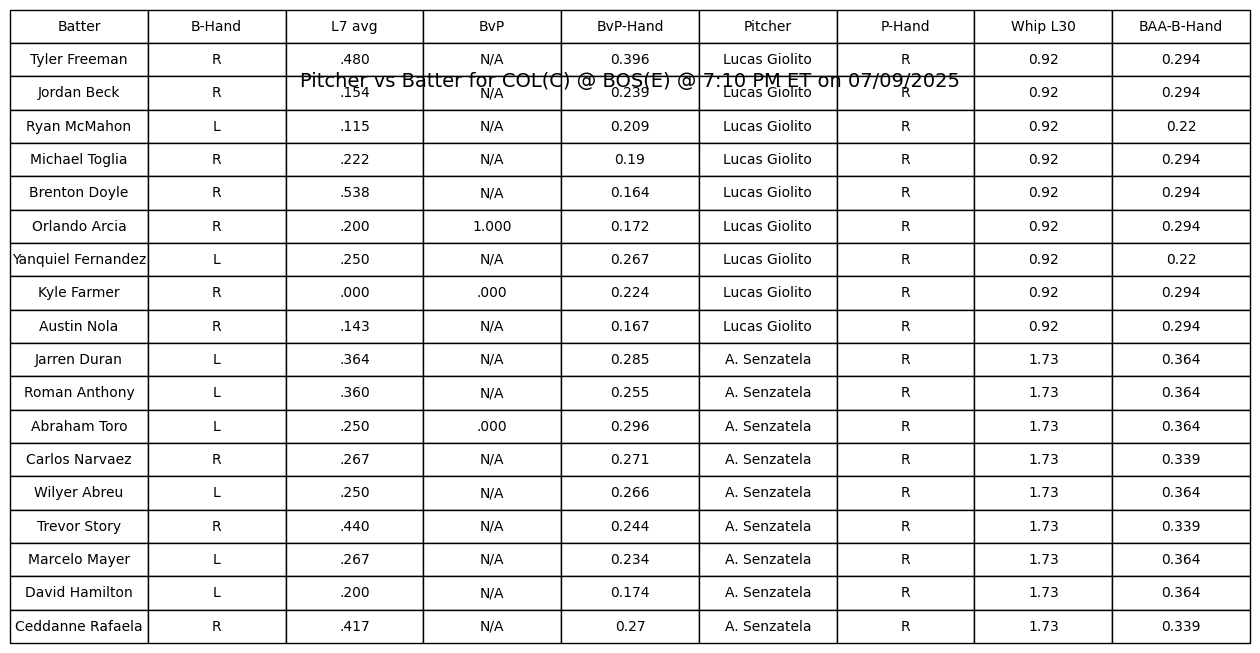 Batter B-Hand L7 avg BvP BvP-Hand Pitcher P-Hand Whip L30 BAA-B-Hand
Tyler Freeman R .480 N/A 0.396 Lucas Giolito R 0.92 0.294
Pitcher vs Batter for COL(C) @ BOS(E) @ 7:10 PM ET on 07/09/2025
Jordan Beck R .154 N/A 0.239 Lucas Giolito R 0.92 0.294
Ryan McMahon L .115 N/A 0.209 Lucas Giolito R 0.92 0.22
Michael Toglia R .222 N/A 0.19 Lucas Giolito R 0.92 0.294
Brenton Doyle R .538 N/A 0.164 Lucas Giolito R 0.92 0.294
Orlando Arcia R .200 1.000 0.172 Lucas Giolito R 0.92 0.294
Yanquiel Fernandez L .250 N/A 0.267 Lucas Giolito R 0.92 0.22
Kyle Farmer R .000 .000 0.224 Lucas Giolito R 0.92 0.294
Austin Nola R .143 N/A 0.167 Lucas Giolito R 0.92 0.294
Jarren Duran L .364 N/A 0.285 A. Senzatela R 1.73 0.364
Roman Anthony L .360 N/A 0.255 A. Senzatela R 1.73 0.364
Abraham Toro L .250 .000 0.296 A. Senzatela R 1.73 0.364
Carlos Narvaez R .267 N/A 0.271 A. Senzatela R 1.73 0.339
Wilyer Abreu L .250 N/A 0.266 A. Senzatela R 1.73 0.364
Trevor Story R .440 N/A 0.244 A. Senzatela R 1.73 0.339
Marcelo Mayer L .267 N/A 0.234 A. Senzatela R 1.73 0.364
David Hamilton L .200 N/A 0.174 A. Senzatela R 1.73 0.364
Ceddanne Rafaela R .417 N/A 0.27 A. Senzatela R 1.73 0.339